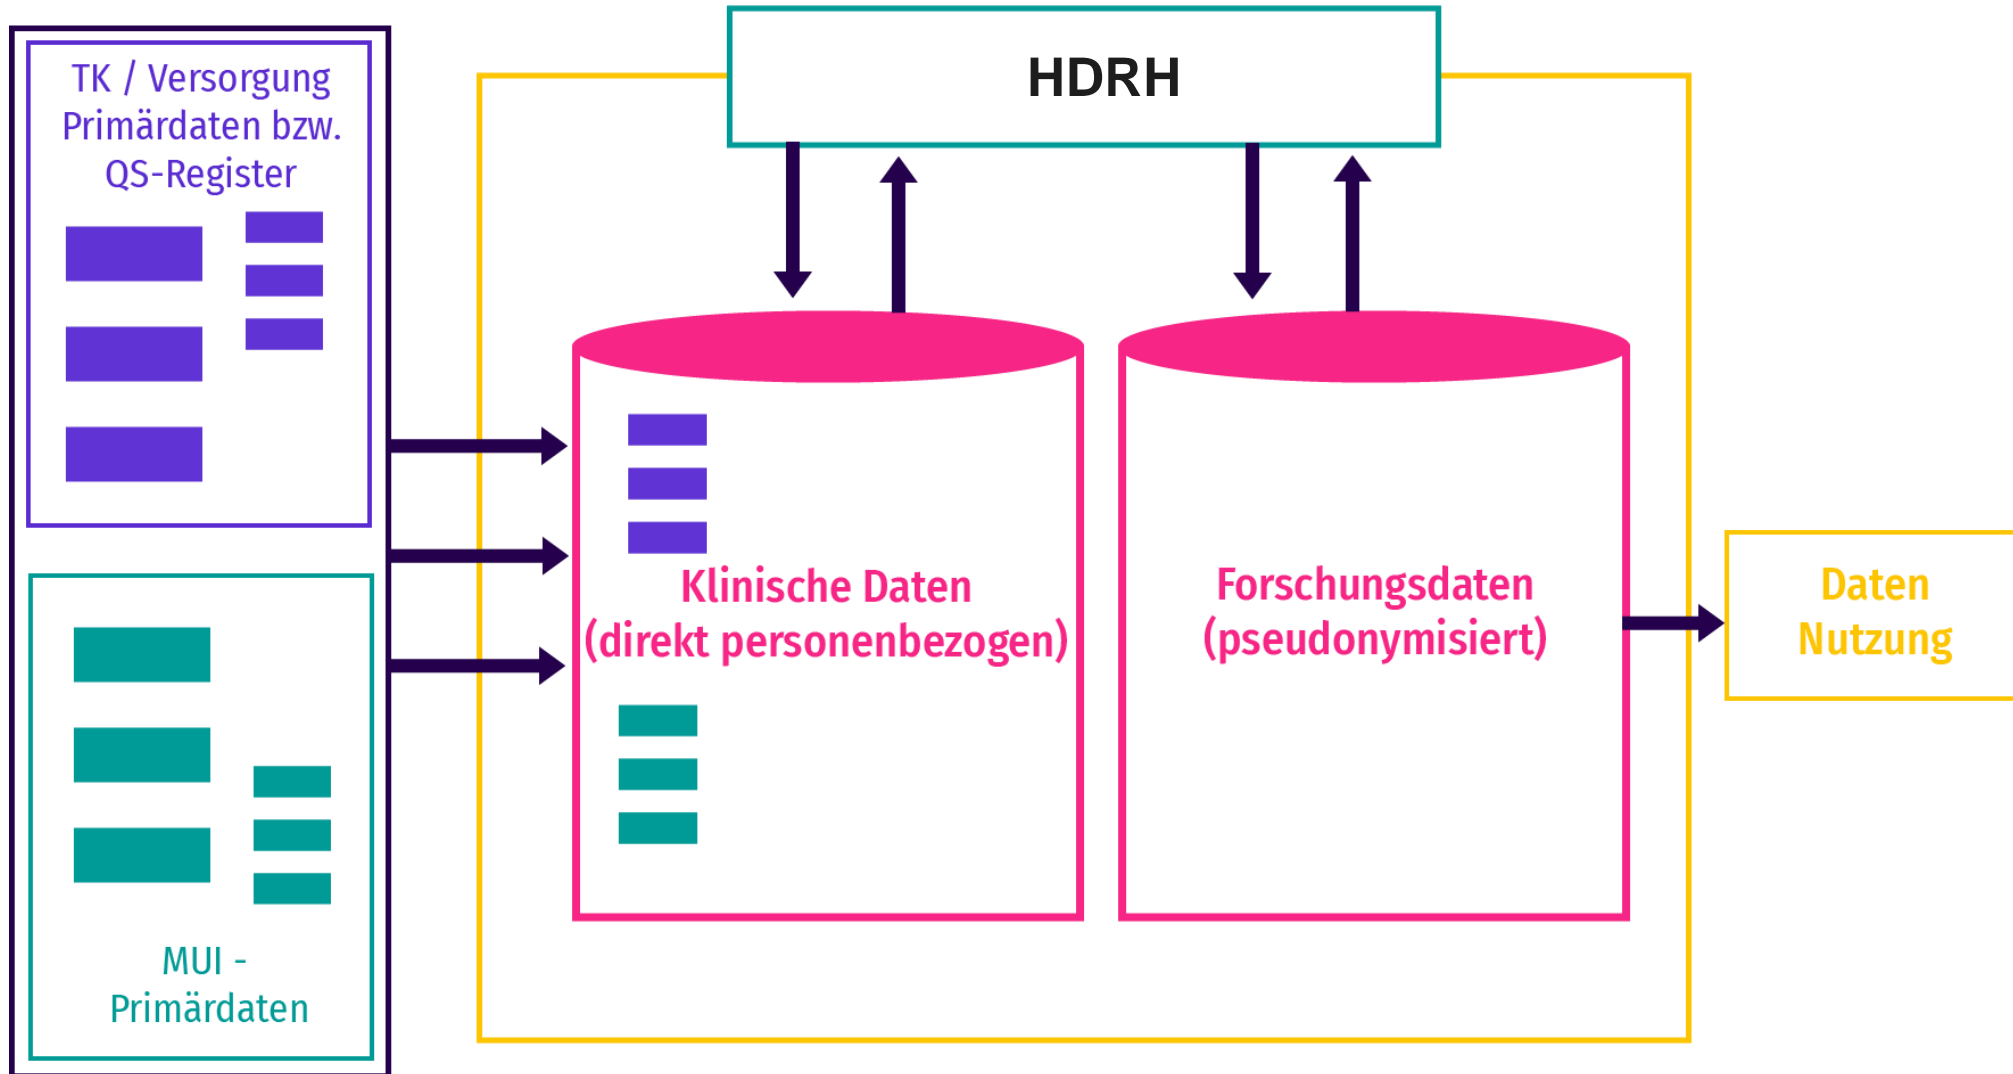 TK / Versorgung
Primärdaten bzw.
QS-Register
HDRH
Klinische Daten
(direkt personenbezogen)
Forschungsdaten
(pseudonymisiert)
Daten
Nutzung
MUI -
Primärdaten